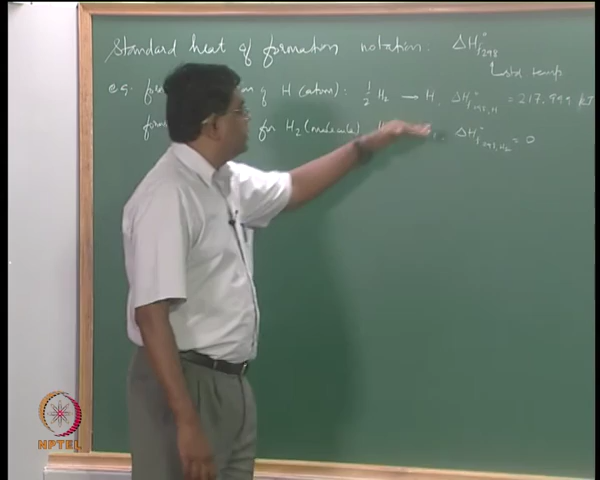 Standard heat of formation notation: ΔH°f298
std temp
e.g. for of H (atom): ½ H2 → H, ΔH°f298,H = 217.999 kJ
for H2 (molecule) H ΔH°f298,H2 = 0
NPTEL